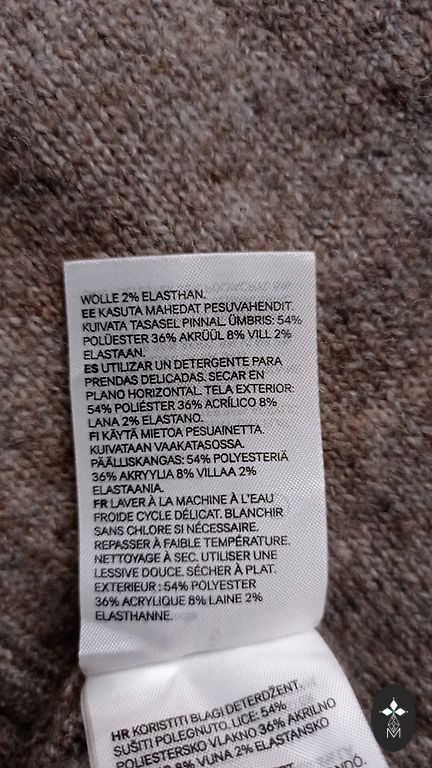 WOLLE 2% ELASTHAN.
EE KASUTA MAHEDAT PESUVAHENDIT.
KUIVATA TASASEL PINNAL. ÜMBRIS: 54%
POLÜESTER 36% AKRÜÜL 8% VILL 2%
ELASTAAN.
ES UTILIZAR UN DETERGENTE PARA
PRENDAS DELICADAS. SECAR EN
PLANO HORIZONTAL. TELA EXTERIOR:
54% POLIÉSTER 36% ACRÍLICO 8%
LANA 2% ELASTANO.
FI KÄYTÄ MIETOA PESUAINETTA.
KUIVATAAN VAAKATASOSSA.
PÄÄLLISKANGAS: 54% POLYESTERIÄ
36% AKRYYLIA 8% VILLAA 2%
ELASTAANIA.
FR LAVER À LA MACHINE À L'EAU
FROIDE CYCLE DÉLICAT. BLANCHIR
SANS CHLORE SI NÉCESSAIRE.
REPASSER À FAIBLE TEMPÉRATURE.
NETTOYAGE À SEC. UTILISER UNE
LESSIVE DOUCE. SÉCHER À PLAT.
EXTERIEUR : 54% POLYESTER
36% ACRYLIQUE 8% LAINE 2%
ELASTHANNE.
HR KORISTITI BLAGI DETERDŽENT.
SUŠITI POLEGNUTO. LICE: 54%
POLIESTERSKO VLAKNO 36% AKRILNO
8% VUNA 2% ELASTANSKO